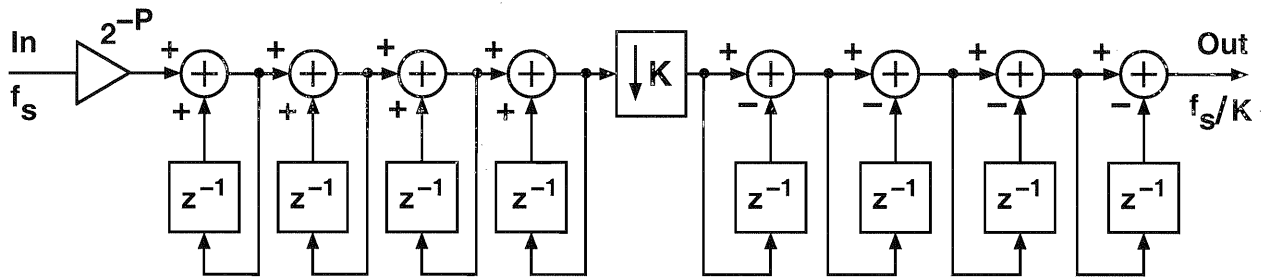 In
f_s
2^{-P}
+ + + + + + + +
+ + + + ↓ K + + + +
+ + + + − − − −
z^{-1} z^{-1} z^{-1} z^{-1} z^{-1} z^{-1} z^{-1} z^{-1}
Out
f_s/K